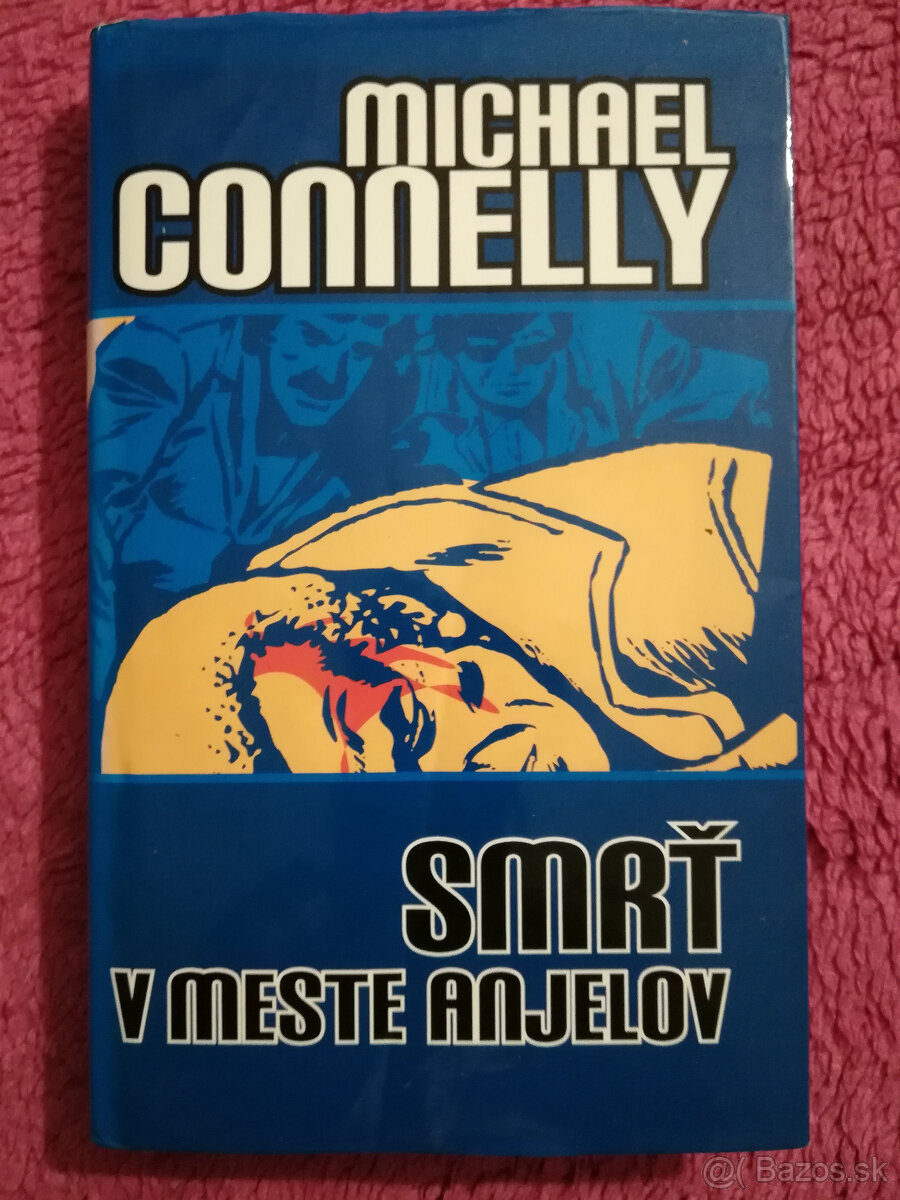 MICHAEL
CONNELLY
SMRŤ
V MESTE ANJELOV
@( Bazos.sk